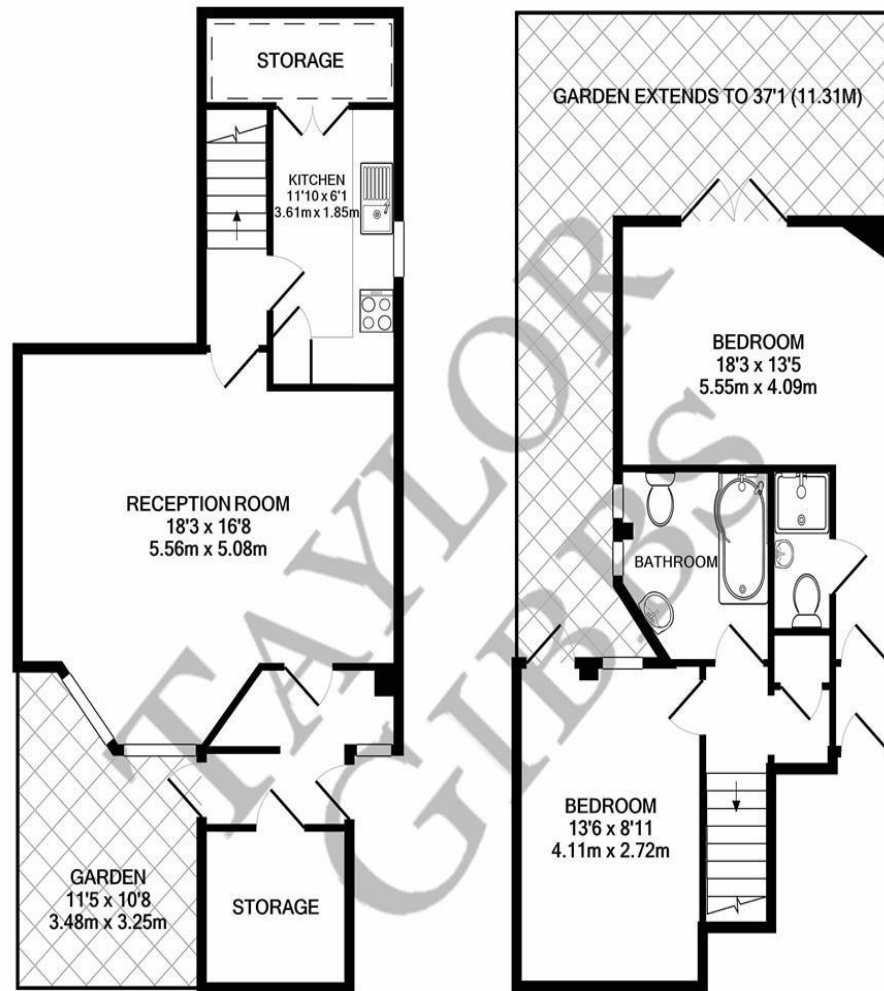 STORAGE
KITCHEN
11'10 x 6'1
3.61m x 1.85m
RECEPTION ROOM
18'3 x 16'8
5.56m x 5.08m
GARDEN
11'5 x 10'8
3.48m x 3.25m
STORAGE
GARDEN EXTENDS TO 37'1 (11.31M)
BEDROOM
18'3 x 13'5
5.55m x 4.09m
BATHROOM
BEDROOM
13'6 x 8'11
4.11m x 2.72m
TAYLOR
GIBBS